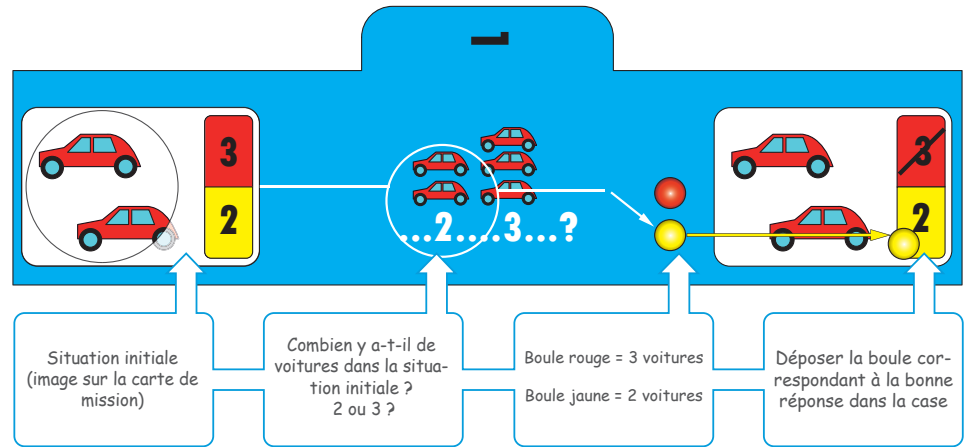 1
3
2
...2....3...?
3
2
Situation initiale
(image sur la carte de
mission)
Combien y a-t-il de
voitures dans la situa-
tion initiale ?
2 ou 3 ?
Boule rouge = 3 voitures
Boule jaune = 2 voitures
Déposer la boule cor-
respondant à la bonne
réponse dans la case